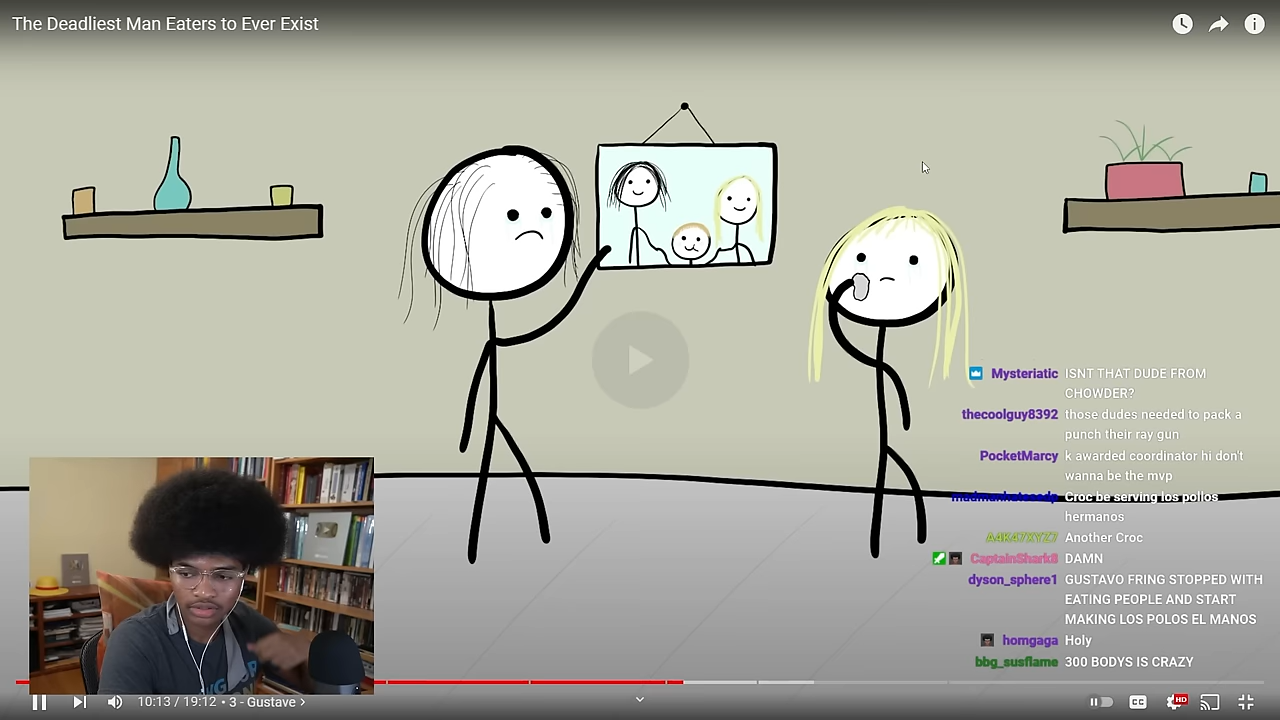 The Deadliest Man Eaters to Ever Exist
Mysteriatic ISNT THAT DUDE FROM
CHOWDER?
thecoolguy8392 those dudes needed to pack a
punch their ray gun
PocketMarcy k awarded coordinator hi don't
wanna be the mvp
Croc be serving los pollos
hermanos
A4K47XYZ7 Another Croc
CaptainShark8 DAMN
dyson_sphere1 GUSTAVO FRING STOPPED WITH
EATING PEOPLE AND START
MAKING LOS POLOS EL MANOS
homgaga Holy
bbg_susflame 300 BODYS IS CRAZY
10:13 / 19:12 • 3 - Gustave >
CC
HD